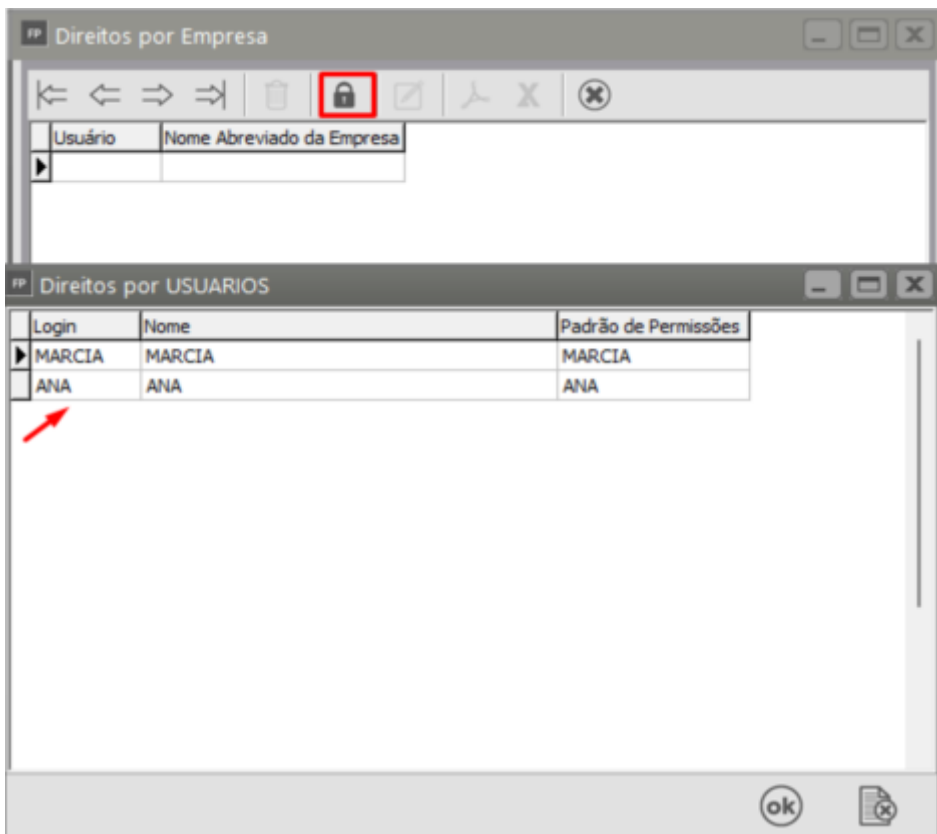 FP Direitos por Empresa
X
Usuário Nome Abreviado da Empresa
FP Direitos por USUARIOS
Login Nome Padrão de Permissões
MARCIA MARCIA MARCIA
ANA ANA ANA
ok